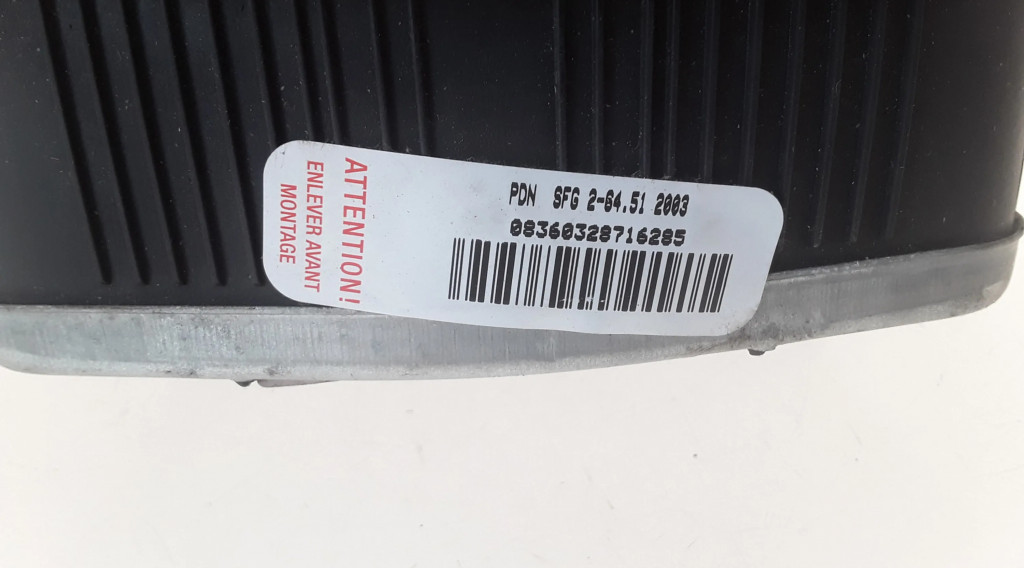 ATTENTION!
ENLEVER AVANT
MONTAGE
PDN SFG 2-64.51 2003
08360328716285